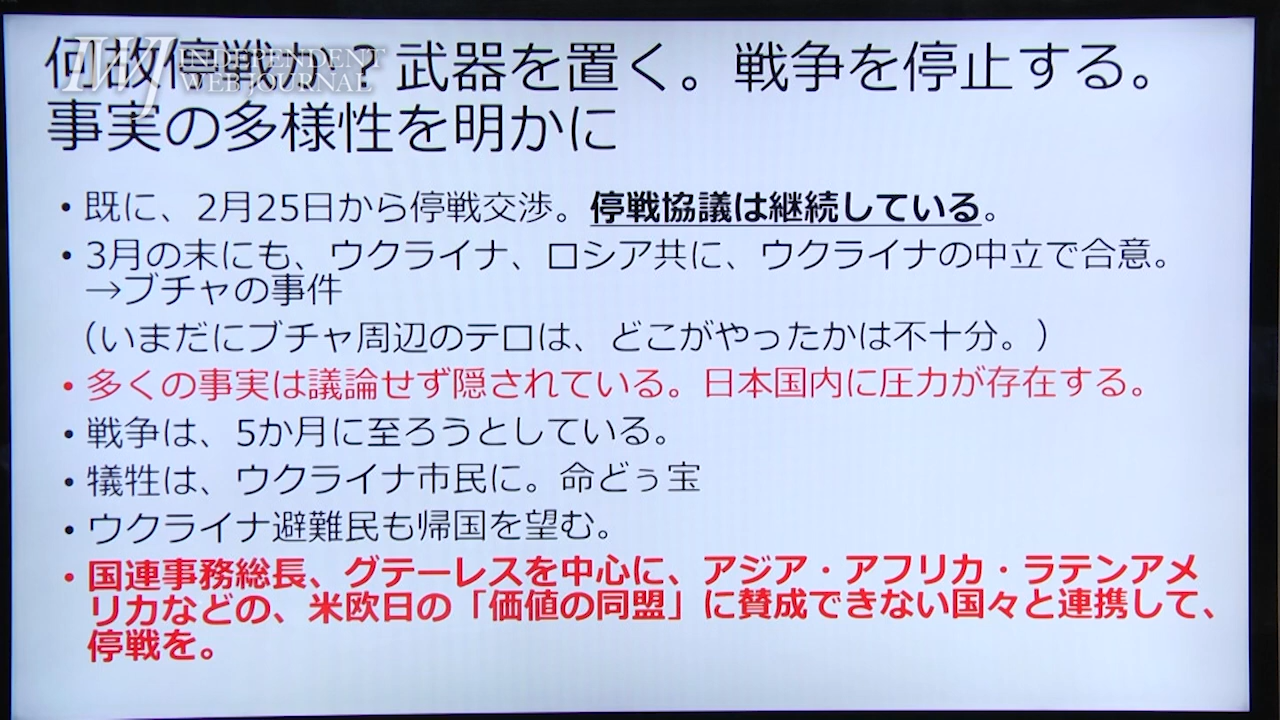 IWJ INDEPENDENT
WEB JOURNAL
何故停戦か?武器を置く。戦争を停止する。
事実の多様性を明かに
• 既に、2月25日から停戦交渉。停戦協議は継続している。
• 3月の末にも、ウクライナ、ロシア共に、ウクライナの中立で合意。
→ブチャの事件
(いまだにブチャ周辺のテロは、どこがやったかは不十分。)
• 多くの事実は議論せず隠されている。日本国内に圧力が存在する。
• 戦争は、5か月に至ろうとしている。
• 犠牲は、ウクライナ市民に。命どぅ宝
• ウクライナ避難民も帰国を望む。
• 国連事務総長、グテーレスを中心に、アジア・アフリカ・ラテンアメ
リカなどの、米欧日の「価値の同盟」に賛成できない国々と連携して、
停戦を。